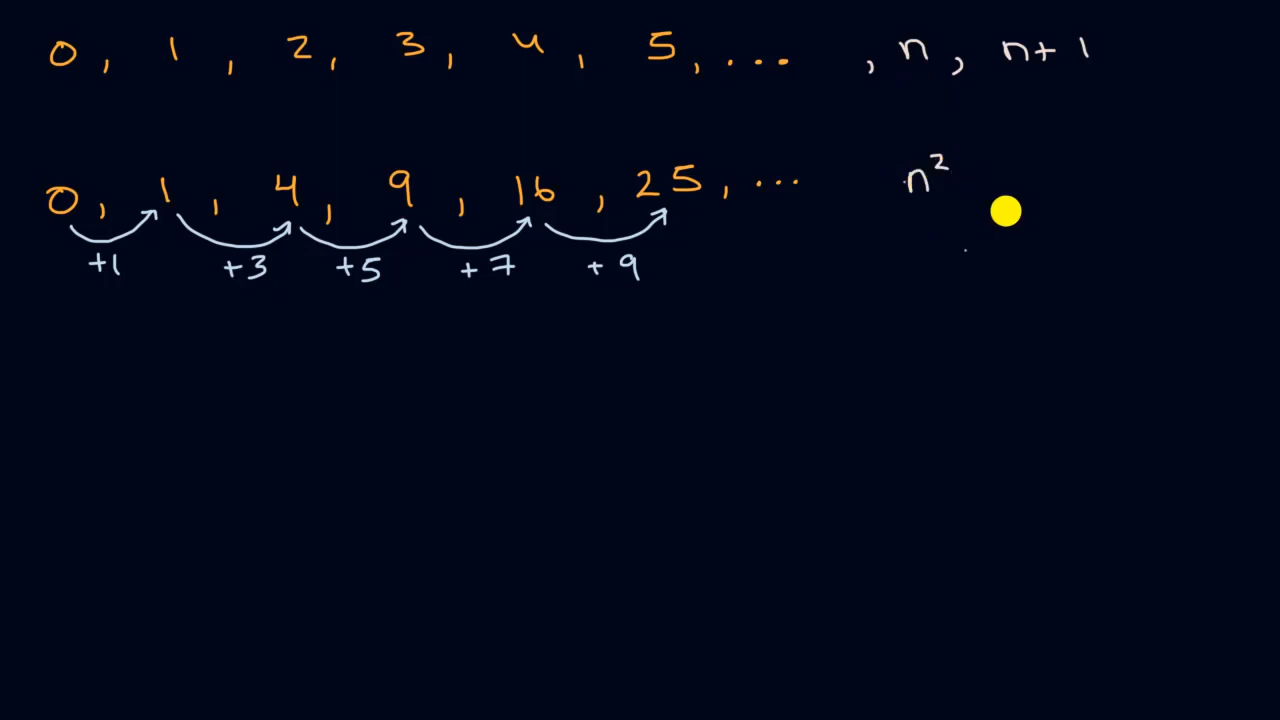 0, 1, 2, 3, 4, 5, ... , n, n+1
0, 1, 4, 9, 16, 25, ... n²
+1 +3 +5 +7 +9